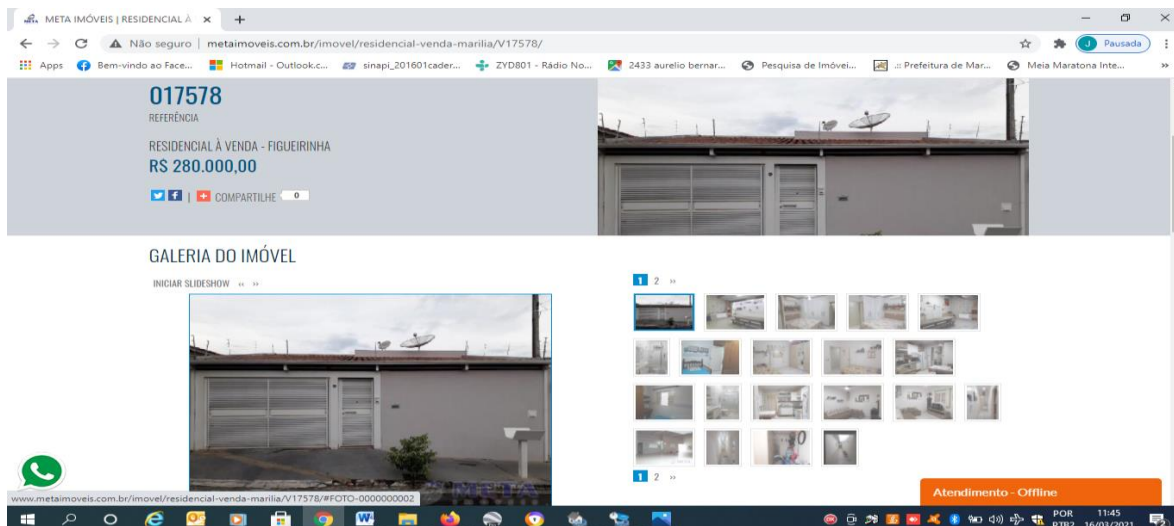 META IMÓVEIS | RESIDENCIAL À
Não seguro | metaimoveis.com.br/imovel/residencial-venda-marilia/V17578/
J Pausada
Apps Bem-vindo ao Face... Hotmail - Outlook.c... sinapi_201601cader... ZYD801 - Rádio No... 2433 aurelio bernar... Pesquisa de Imóvei... .:: Prefeitura de Mar... Meia Maratona Inte... »
017578
REFERÊNCIA
RESIDENCIAL À VENDA - FIGUEIRINHA
R$ 280.000,00
| COMPARTILHE 0
GALERIA DO IMÓVEL
INICIAR SLIDESHOW ‹‹ ››
1 2 ››
META
1 2 ››
Atendimento - Offline
www.metaimoveis.com.br/imovel/residencial-venda-marilia/V17578/#FOTO-0000000002
POR 11:45
PTB2 16/03/2021